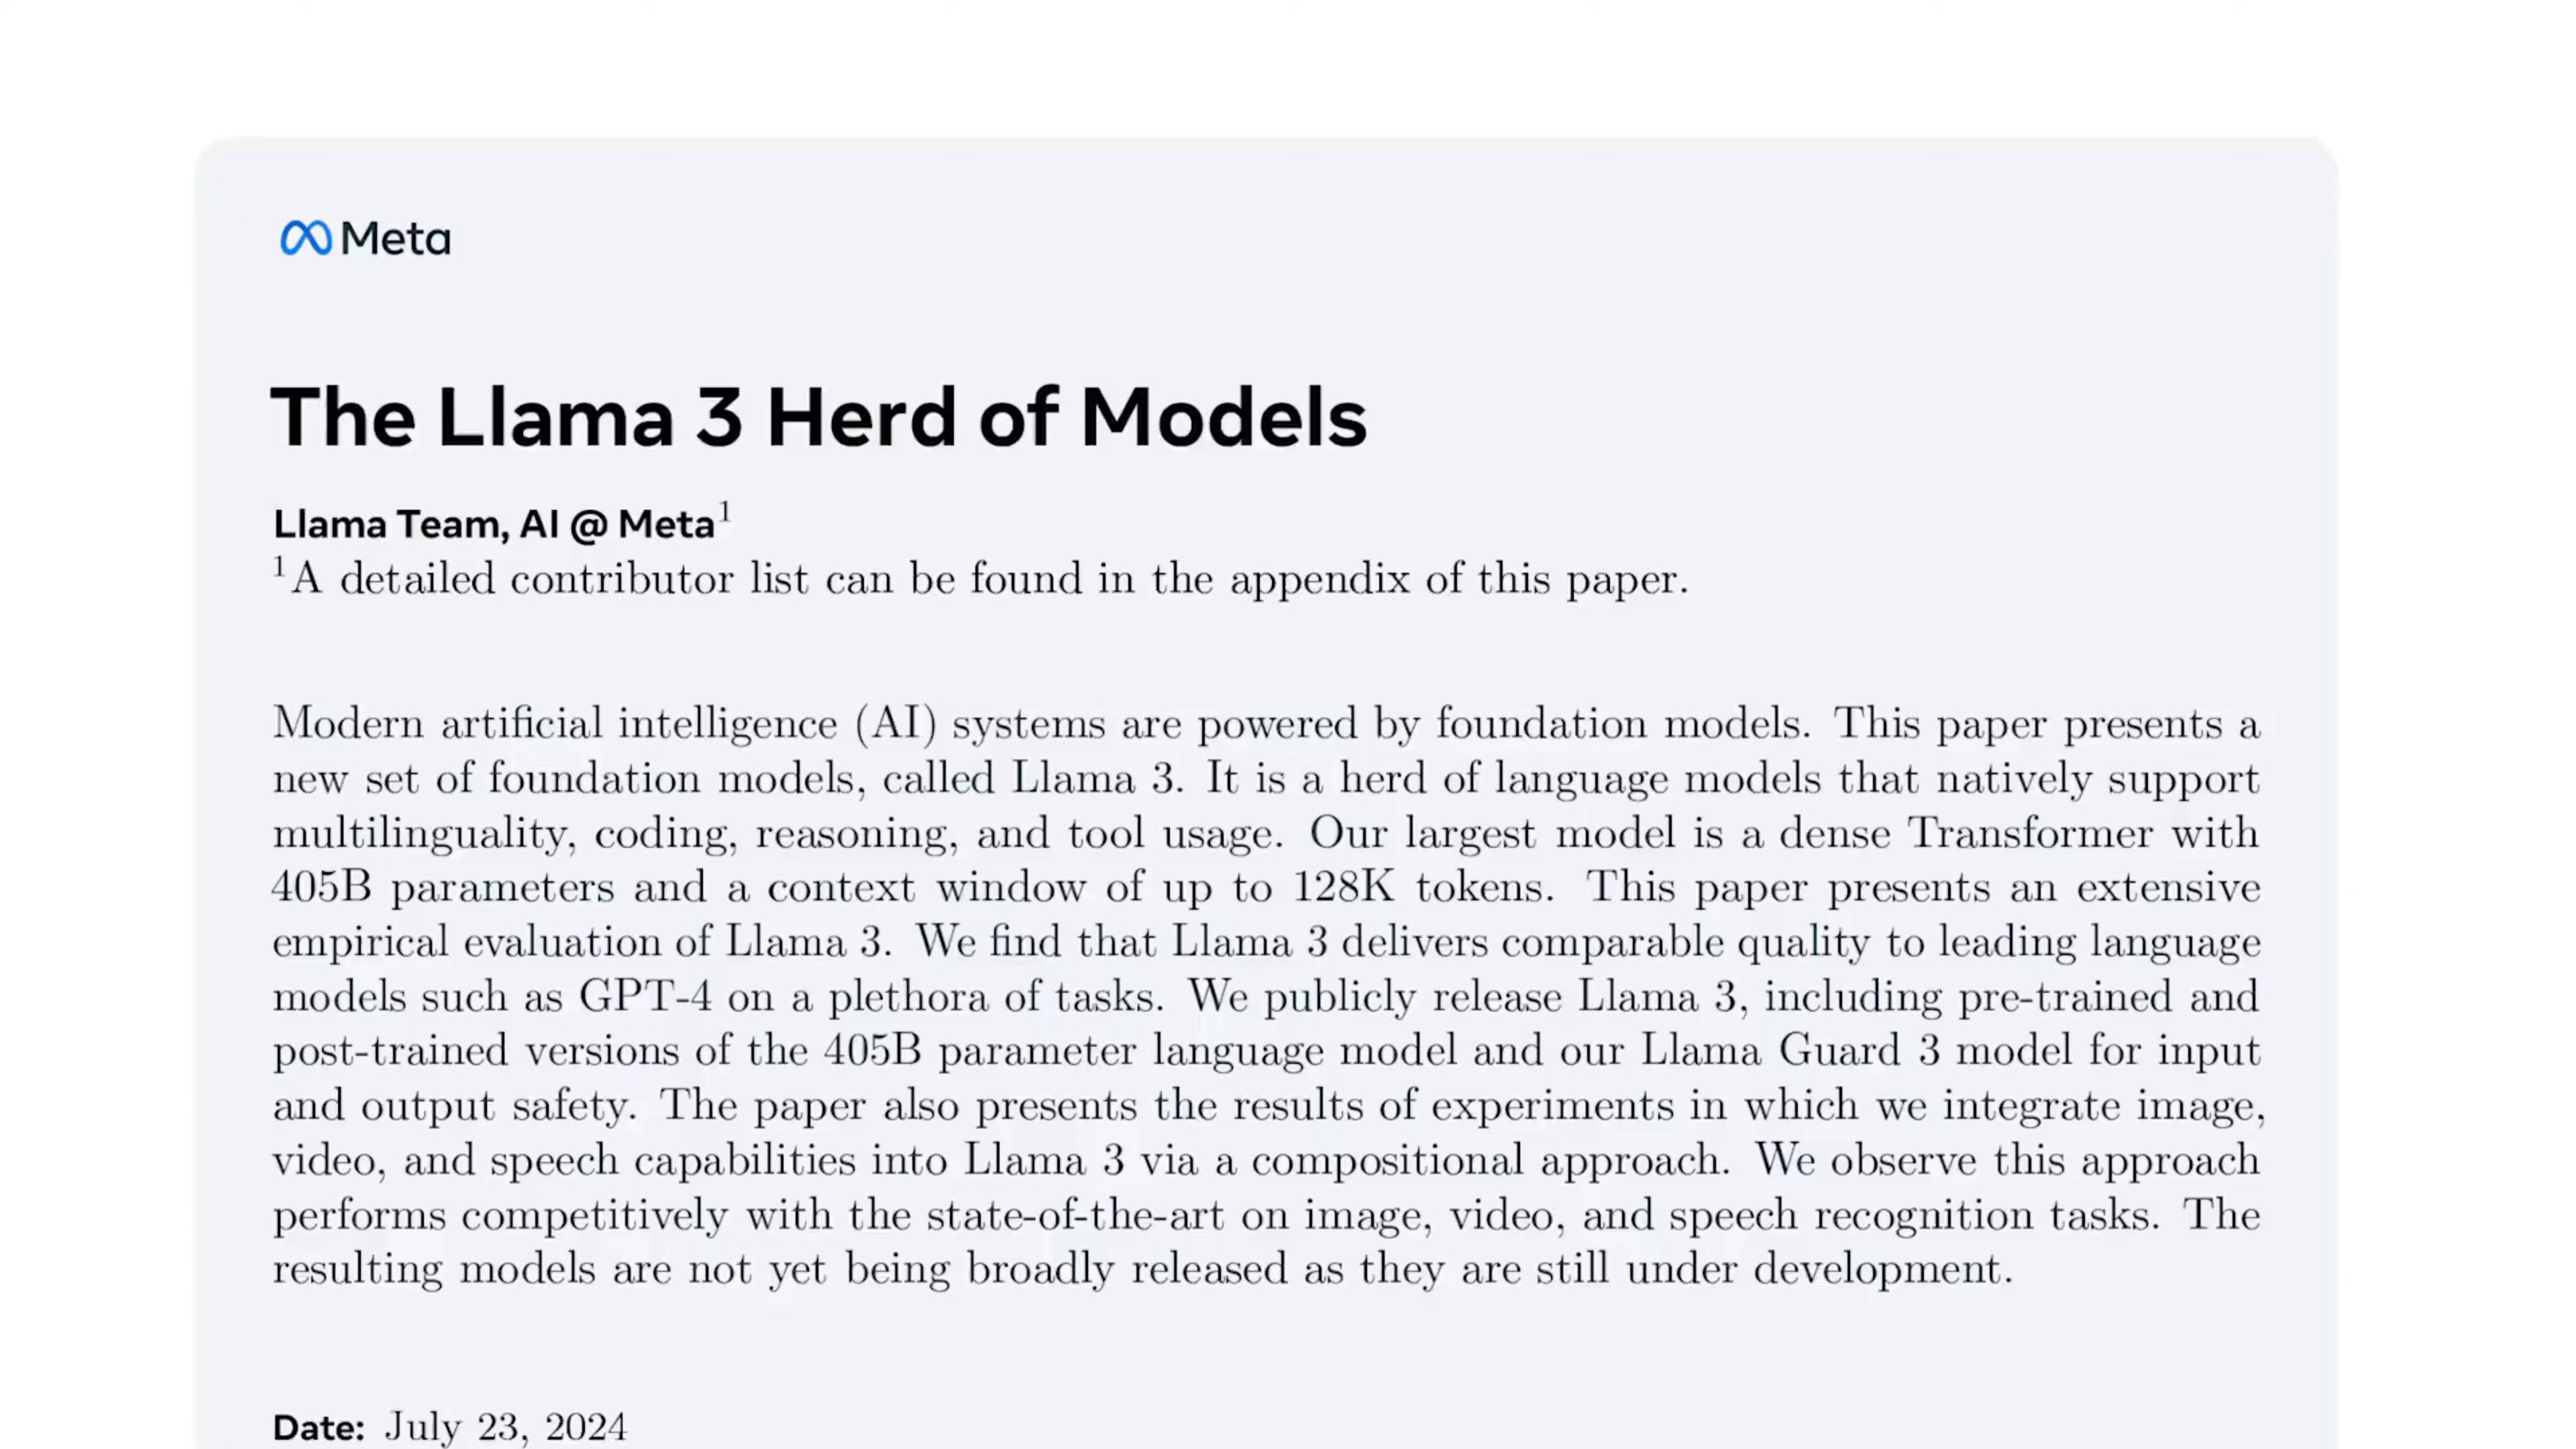 Meta
The Llama 3 Herd of Models
Llama Team, AI @ Meta¹
¹A detailed contributor list can be found in the appendix of this paper.
Modern artificial intelligence (AI) systems are powered by foundation models. This paper presents a
new set of foundation models, called Llama 3. It is a herd of language models that natively support
multilinguality, coding, reasoning, and tool usage. Our largest model is a dense Transformer with
405B parameters and a context window of up to 128K tokens. This paper presents an extensive
empirical evaluation of Llama 3. We find that Llama 3 delivers comparable quality to leading language
models such as GPT-4 on a plethora of tasks. We publicly release Llama 3, including pre-trained and
post-trained versions of the 405B parameter language model and our Llama Guard 3 model for input
and output safety. The paper also presents the results of experiments in which we integrate image,
video, and speech capabilities into Llama 3 via a compositional approach. We observe this approach
performs competitively with the state-of-the-art on image, video, and speech recognition tasks. The
resulting models are not yet being broadly released as they are still under development.
Date: July 23, 2024